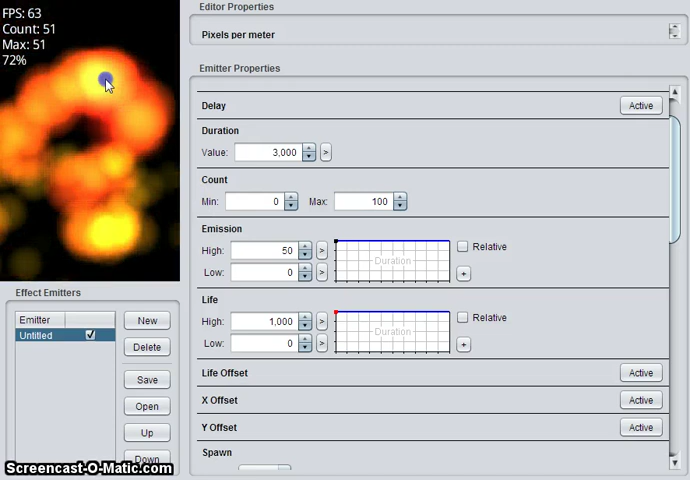 FPS: 63
Count: 51
Max: 51
72%
Editor Properties
Pixels per meter
Emitter Properties
Delay
Active
Duration
Value: 3,000 >
Count
Min: 0 Max: 100
Emission
High: 50 > Relative
Duration
Low: 0 > +
Life
High: 1,000 > Relative
Duration
Low: 0 > +
Life Offset Active
X Offset Active
Y Offset Active
Spawn
Effect Emitters
Emitter
Untitled
New
Delete
Save
Open
Up
Down
Screencast-O-Matic.com